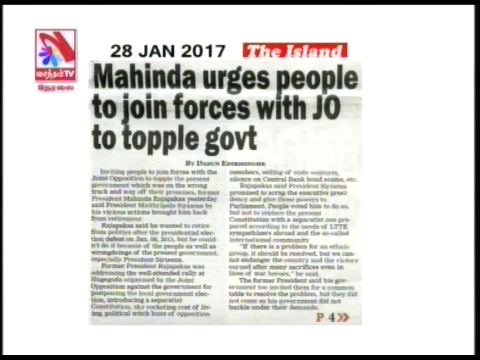 வசந்தம்TV
நேரலை
28 JAN 2017
The Island
Mahinda urges people
to join forces with JO
to topple govt
Inviting people to join forces with the
Joint Opposition to topple the present
government which was on the wrong
track and way off their promises, former
President Mahinda Rajapaksa yesterday
said President Maithripala Sirisena by
his vicious actions brought him back
from retirement.
Rajapaksa said he wanted to retire
from politics after the presidential elec-
tion defeat on Jan. 08, 2015, but he could-
n't do it because of the people as well as
wrongdoings of the present government,
especially President Sirisena.
Former President Rajapaksa was
addressing the well-attended rally at
Nugegoda organized by the Joint
Opposition against the government for
postponing the local government elec-
tion, introducing a separatist
Constitution, sky rocketing cost of liv-
ing, political witch hunt of opposition
members, selling of state ventures,
silence on Central Bank bond scams, etc.
Rajapaksa said President Sirisena
promised to scrap the executive presi-
dency and give those powers to
Parliament. People voted him to do so,
but not to replace the present
Constitution with a separatist one pre-
pared according to the needs of LTTE
sympathisers abroad and the so-called
international community
"If there is a problem for an ethnic
group, it should be resolved, but we can-
not endanger the country and the victory
earned after many sacrifices even in
lives of war heroes," he said.
The former President said his gov-
ernment too invited them for a common
table to resolve the problem, but they did
not come as his government did not
buckle under their demands.
P 4